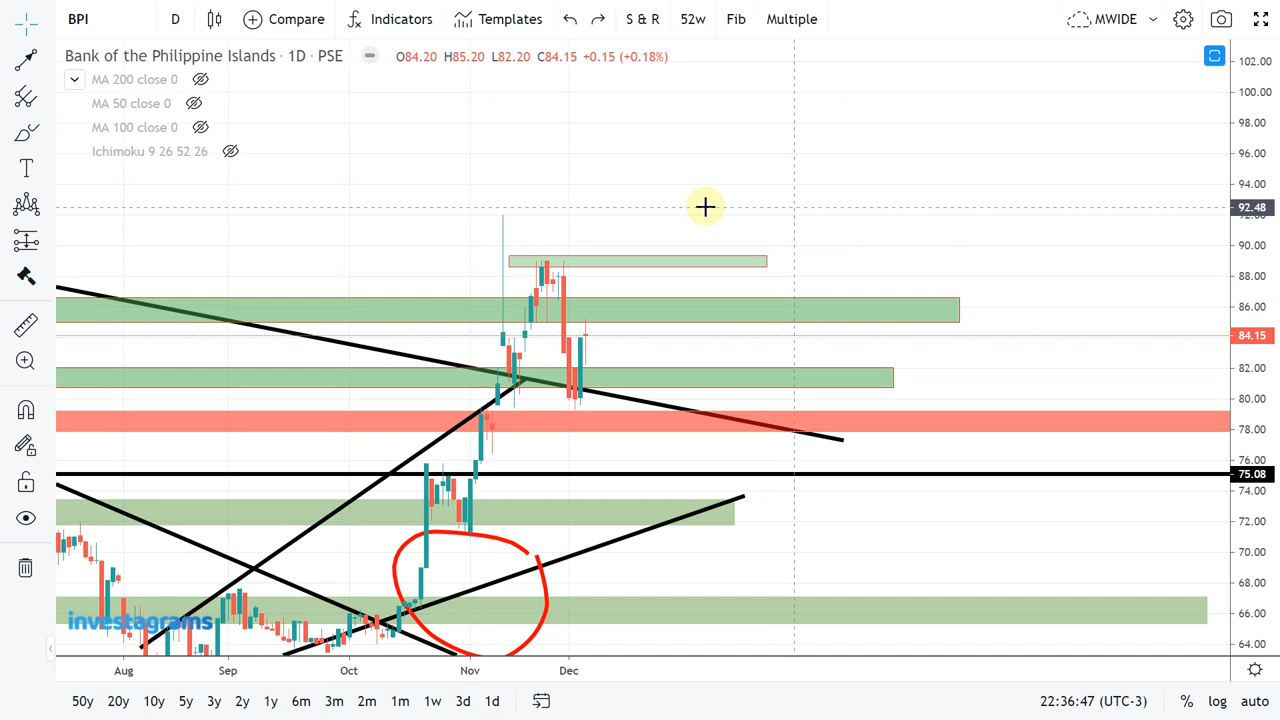 BPI D Compare Indicators Templates S & R 52w Fib Multiple MWIDE
Bank of the Philippine Islands · 1D · PSE O84.20 H85.20 L82.20 C84.15 +0.15 (+0.18%)
MA 200 close 0
MA 50 close 0
MA 100 close 0
Ichimoku 9 26 52 26
102.00
100.00
98.00
96.00
94.00
92.48
90.00
88.00
86.00
84.15
82.00
80.00
78.00
76.00
75.08
74.00
72.00
70.00
68.00
66.00
64.00
investagrams
Aug Sep Oct Nov Dec
50y 20y 10y 5y 3y 2y 1y 6m 3m 2m 1m 1w 3d 1d 22:36:47 (UTC-3) % log auto